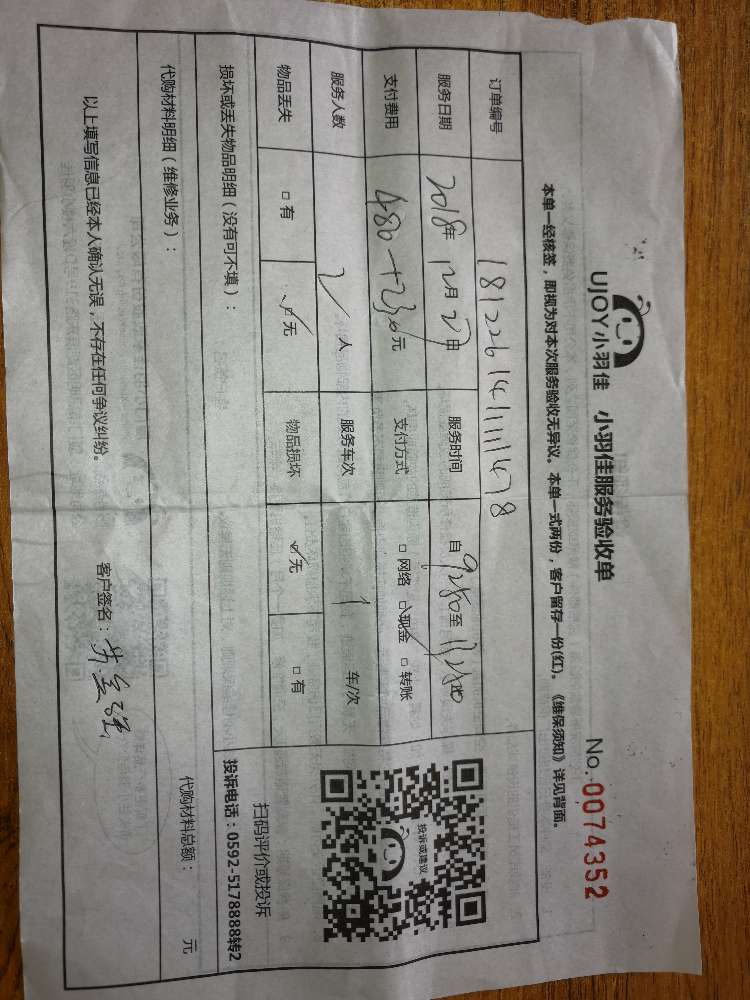 UJOY小羽佳 小羽佳服务验收单 No.0074352
本单一经核签，即视为对本次服务验收无异议。本单一式两份，客户留存一份(红)。《维保须知》详见背面。
订单编号 181226141111478
服务日期 2018年12月27日 服务时间 自 至
支付费用 480+230元 支付方式 □网络 ☑现金 □转账
服务人数 2人 服务车次 1 车/次
物品丢失 □有 ☑无 物品损坏 ☑无 □有
损坏或丢失物品明细（没有可不填）：
代购材料明细（维修业务）： 代购材料总额： 元
以上填写信息已经本人确认无误，不存在任何争议纠纷。 客户签名：
投诉或建议
扫码评价或投诉
投诉电话：0592-5178888转2